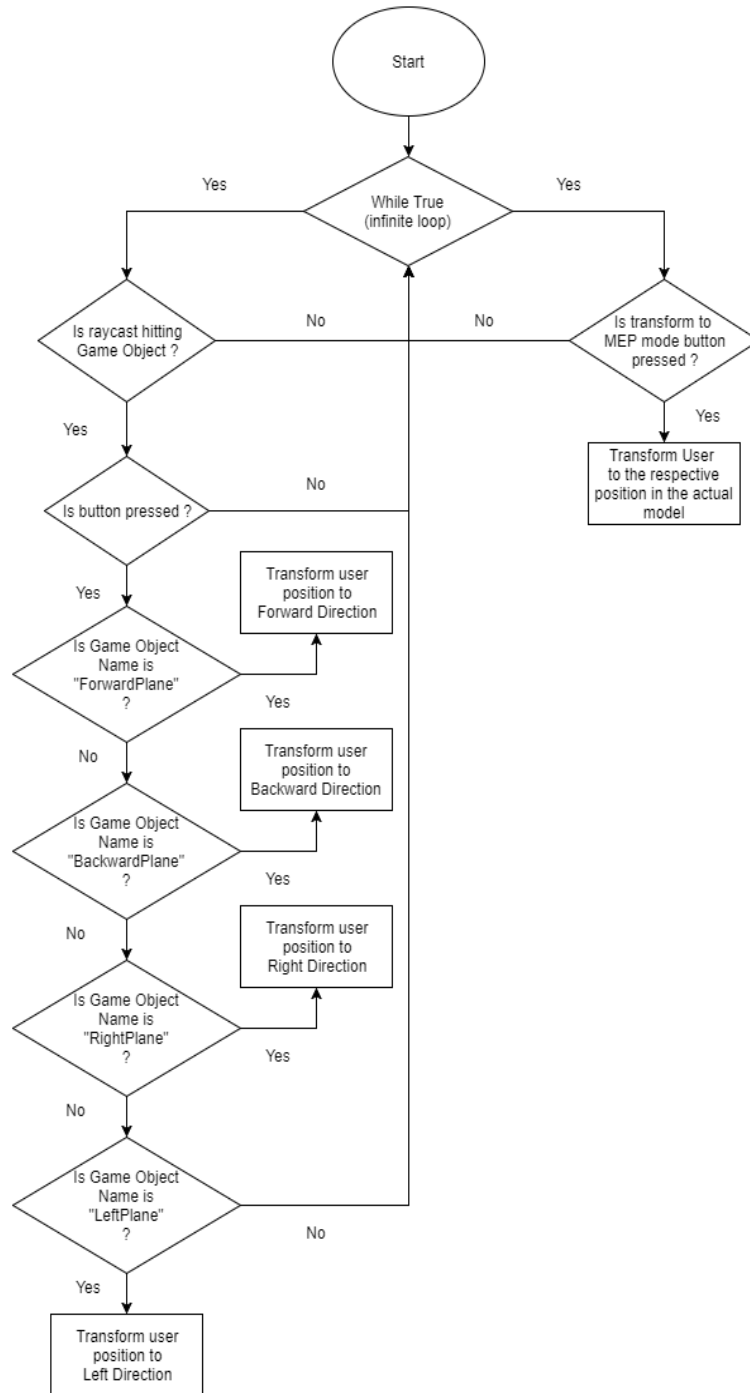 Start
While True
(infinite loop)
Yes
Yes
Is raycast hitting
Game Object ?
No
No
Is transform to
MEP mode button
pressed ?
Yes
Yes
Transform User
to the respective
position in the actual
model
Is button pressed ?
No
Yes
Transform user
position to
Forward Direction
Is Game Object
Name is
"ForwardPlane"
?
Yes
No
Transform user
position to
Backward Direction
Is Game Object
Name is
"BackwardPlane"
?
Yes
No
Transform user
position to
Right Direction
Is Game Object
Name is
"RightPlane"
?
Yes
No
Is Game Object
Name is
"LeftPlane"
?
No
Yes
Transform user
position to
Left Direction